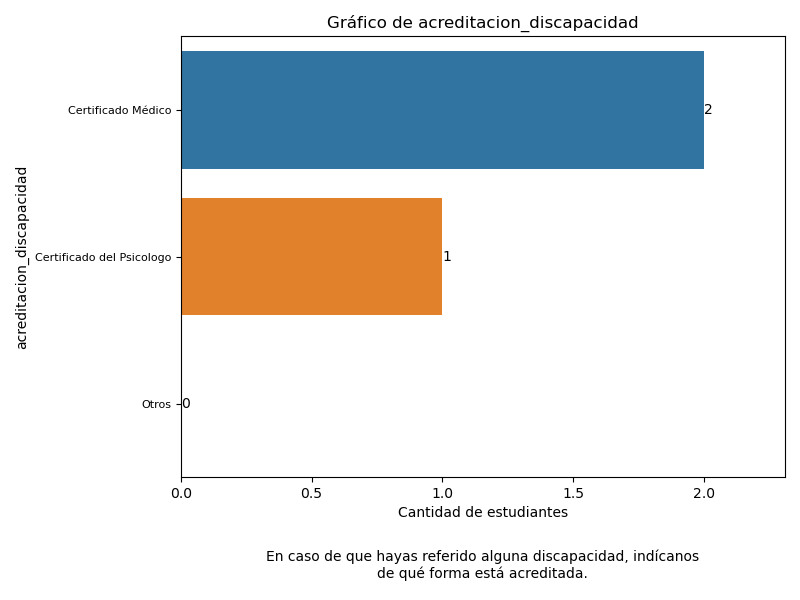 Gráfico de acreditacion_discapacidad
acreditacion_discapacidad
Certificado Médico
2
Certificado del Psicologo
1
Otros
0
0.0
0.5
1.0
1.5
2.0
Cantidad de estudiantes
En caso de que hayas referido alguna discapacidad, indícanos
de qué forma está acreditada.